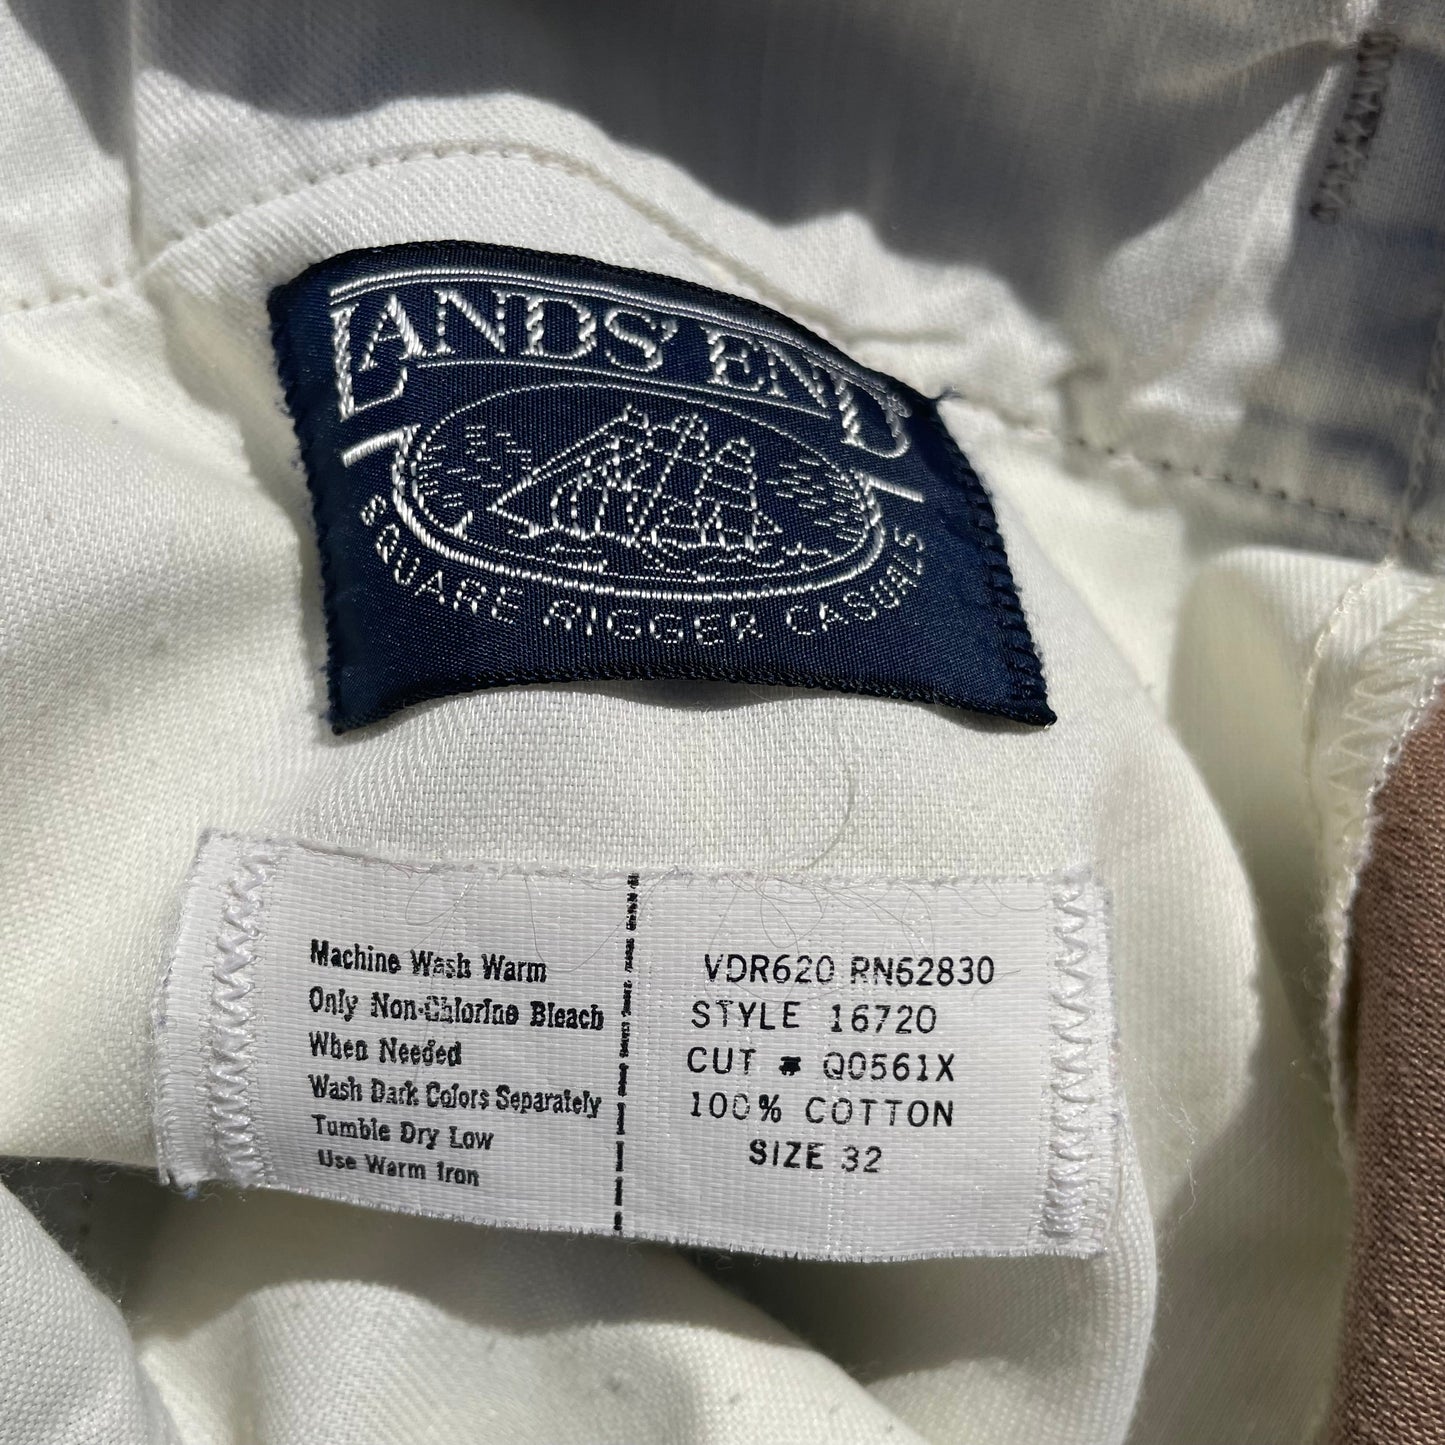 LANDS' END
SQUARE RIGGER CASUALS
Machine Wash Warm
Only Non-Chlorine Bleach
When Needed
Wash Dark Colors Separately
Tumble Dry Low
Use Warm Iron
VDR620 RN62830
STYLE 16720
CUT # Q0561X
100% COTTON
SIZE 32